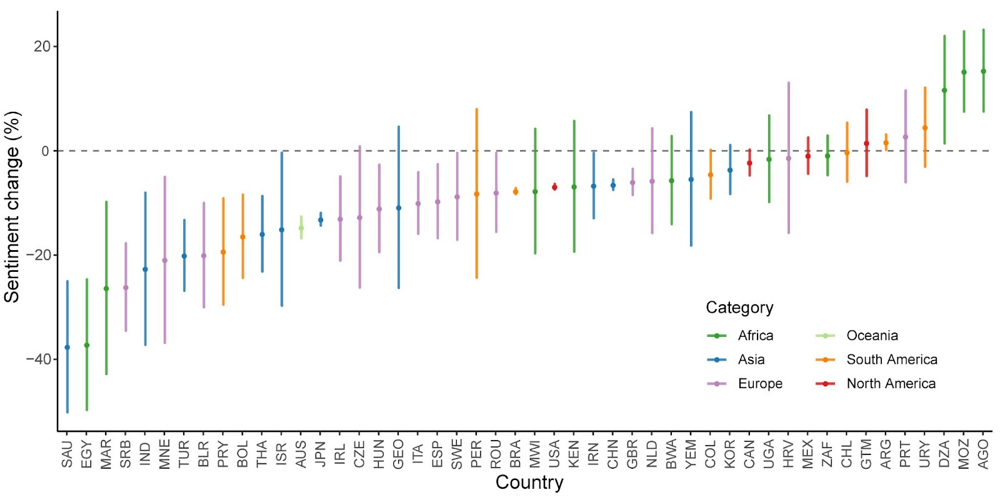 Sentiment change (%)
20
0
−20
−40
Category
Africa
Asia
Europe
Oceania
South America
North America
SAU EGY MAR SRB IND MNE TUR BLR PRY BOL THA ISR AUS JPN IRL CZE HUN GEO ITA ESP SWE PER ROU BRA MWI USA KEN IRN CHN GBR NLD BWA YEM COL KOR CAN UGA HRV MEX ZAF CHL GTM ARG PRT URY DZA MOZ AGO
Country